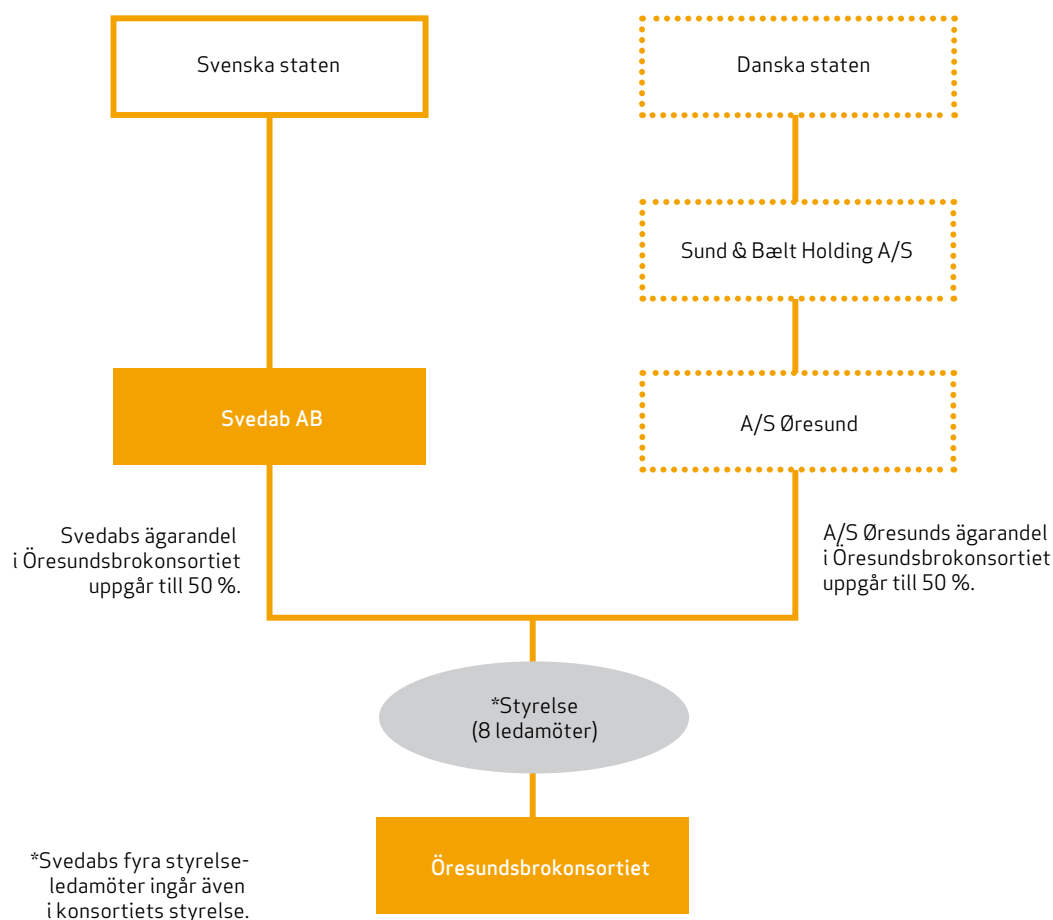 Svenska staten
Danska staten
Sund & Bælt Holding A/S
Svedab AB
A/S Øresund
Svedabs ägarandel
i Öresundsbrokonsortiet
uppgår till 50 %.
A/S Øresunds ägarandel
i Öresundsbrokonsortiet
uppgår till 50 %.
*Styrelse
(8 ledamöter)
Öresundsbrokonsortiet
*Svedabs fyra styrelse-
ledamöter ingår även
i konsortiets styrelse.